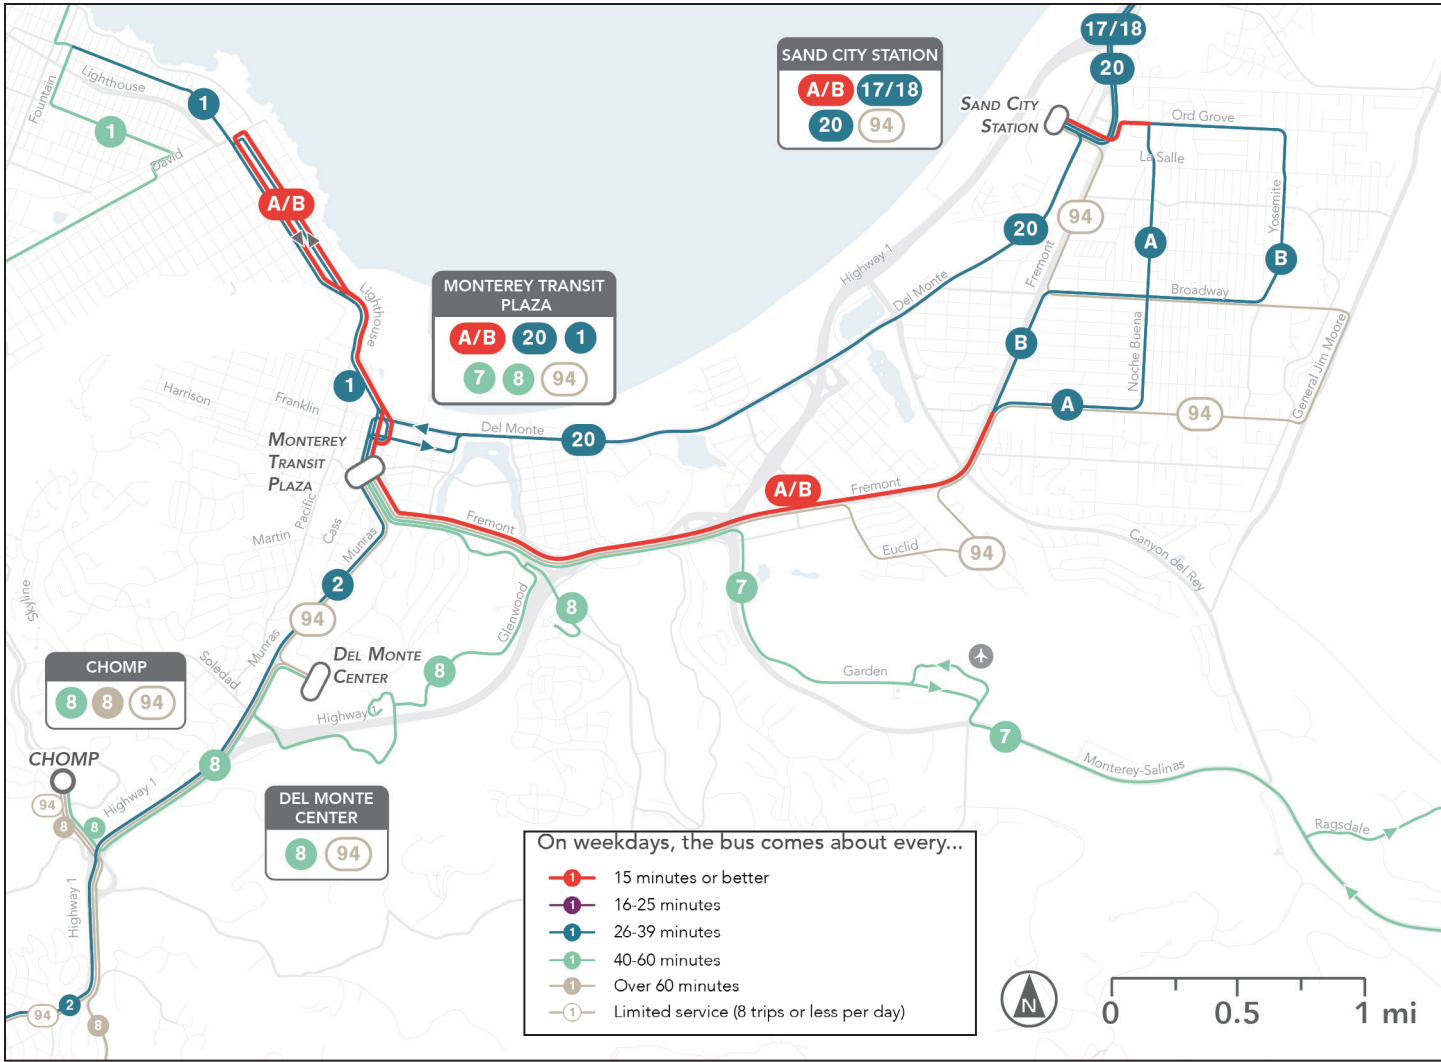 17/18
20
SAND CITY STATION
A/B 17/18
20 94
SAND CITY
STATION
Ord Grove
La Salle
Yosemite
94
20
A
B
Fremont
Broadway
B
Noche Buena
General Jim Moore
A
94
Highway 1
Del Monte
Lighthouse
Fountain
1
1
David
A/B
Lighthouse
MONTEREY TRANSIT
PLAZA
A/B 20 1
7 8 94
1
Harrison
Franklin
MONTEREY
TRANSIT
PLAZA
Del Monte
20
A/B
Fremont
Fremont
Pacific
Cass
Martin
Munras
Euclid
94
Canyon del Rey
Skyline
2
94
Glenwood
8
7
Munras
Soledad
DEL MONTE
CENTER
8
Garden
CHOMP
8 8 94
Highway 1
7
Monterey-Salinas
CHOMP
8
Highway 1
94
8
8
DEL MONTE
CENTER
8 94
Ragsdale
Highway 1
2
94
8
On weekdays, the bus comes about every...
1 15 minutes or better
1 16-25 minutes
1 26-39 minutes
1 40-60 minutes
1 Over 60 minutes
1 Limited service (8 trips or less per day)
N
0 0.5 1 mi